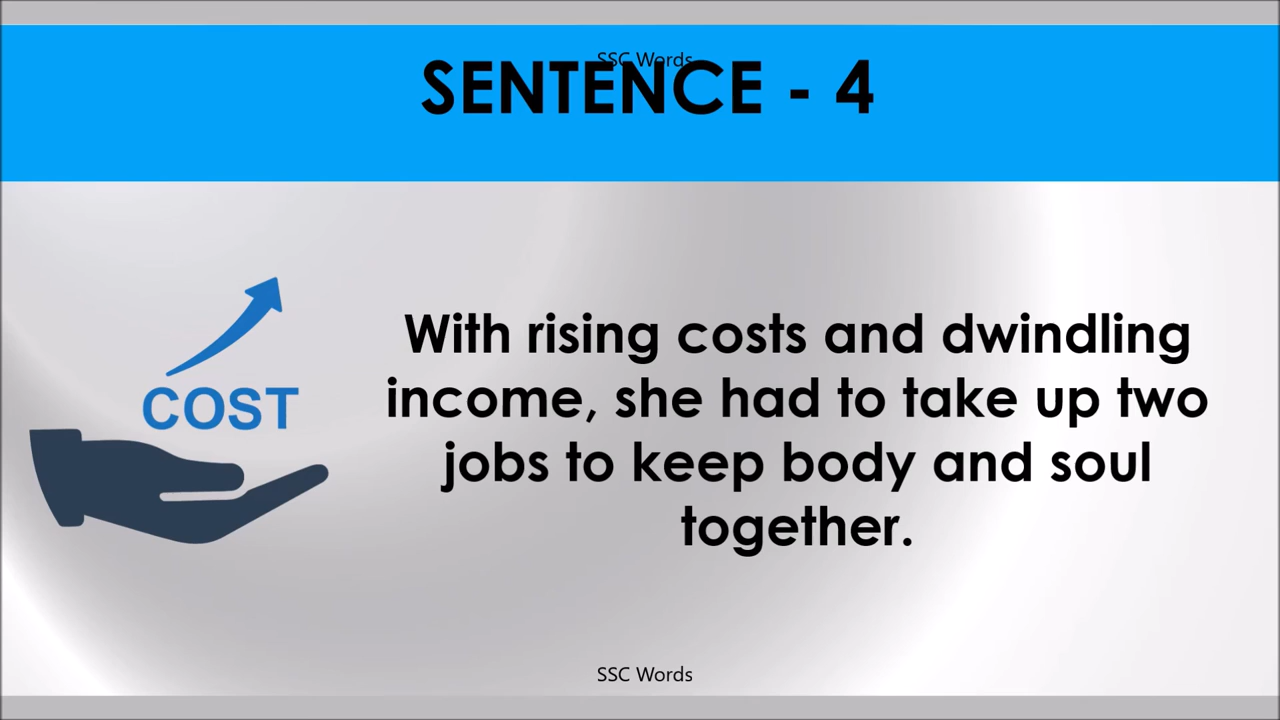 SSC Words
SENTENCE - 4
COST
With rising costs and dwindling
income, she had to take up two
jobs to keep body and soul
together.
SSC Words